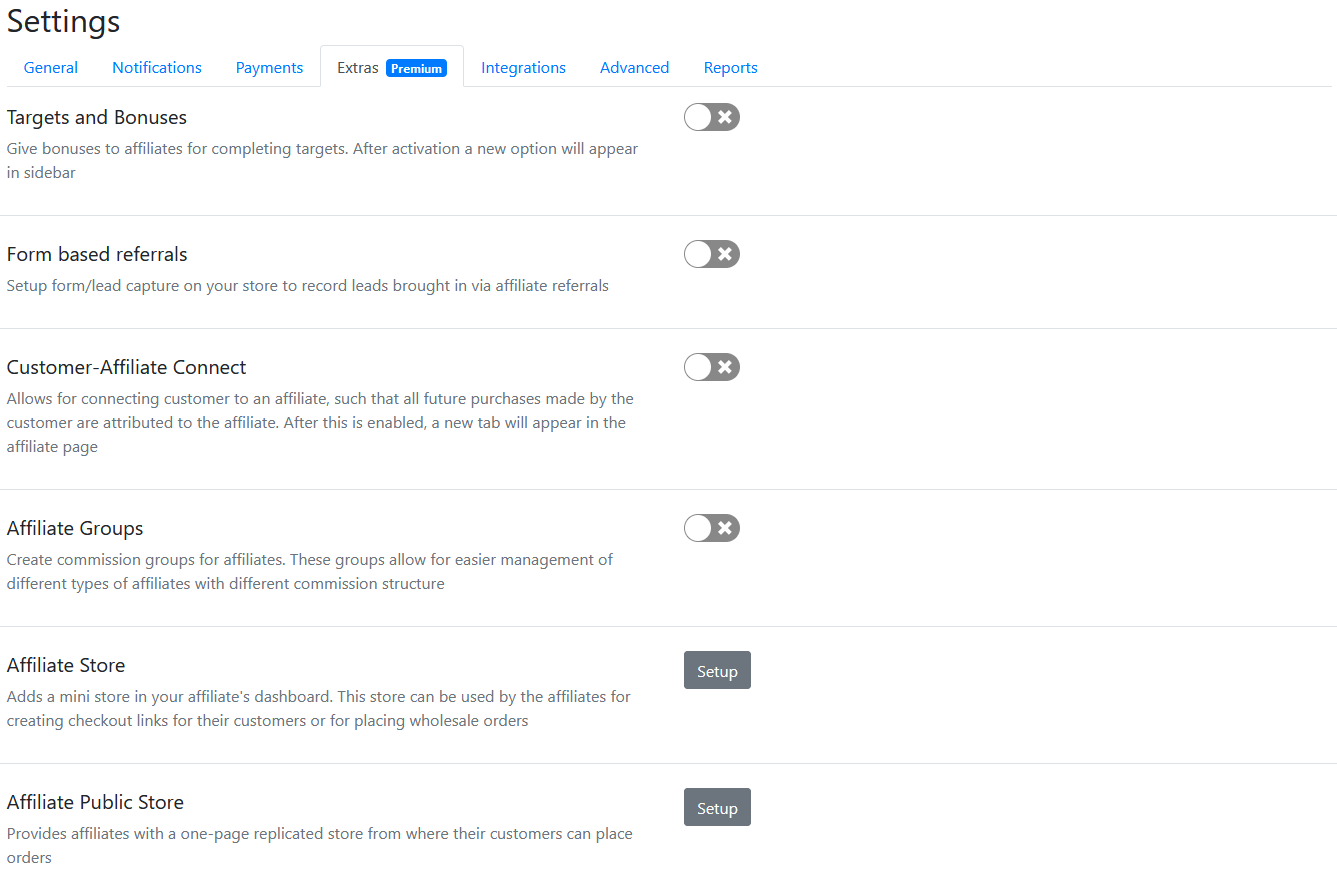 Settings
General Notifications Payments Extras Premium Integrations Advanced Reports
Targets and Bonuses
Give bonuses to affiliates for completing targets. After activation a new option will appear
in sidebar
Form based referrals
Setup form/lead capture on your store to record leads brought in via affiliate referrals
Customer-Affiliate Connect
Allows for connecting customer to an affiliate, such that all future purchases made by the
customer are attributed to the affiliate. After this is enabled, a new tab will appear in the
affiliate page
Affiliate Groups
Create commission groups for affiliates. These groups allow for easier management of
different types of affiliates with different commission structure
Affiliate Store
Setup
Adds a mini store in your affiliate's dashboard. This store can be used by the affiliates for
creating checkout links for their customers or for placing wholesale orders
Affiliate Public Store
Setup
Provides affiliates with a one-page replicated store from where their customers can place
orders